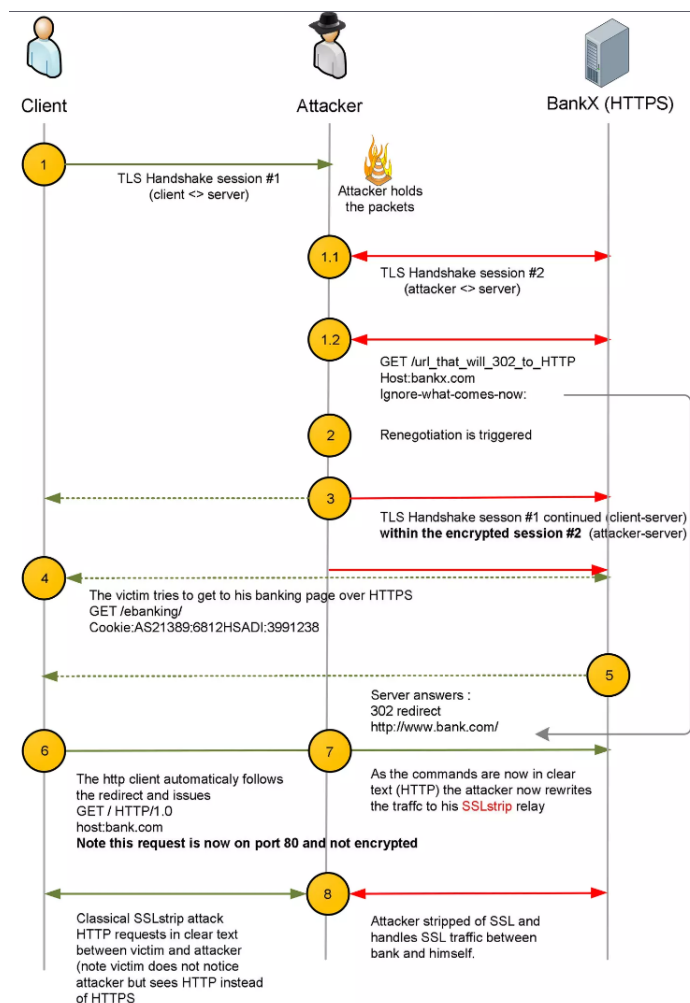 Client
Attacker
BankX (HTTPS)
1
TLS Handshake session #1
(client <> server)
Attacker holds
the packets
1.1
TLS Handshake session #2
(attacker <> server)
1.2
GET /url_that_will_302_to_HTTP
Host:bankx.com
Ignore-what-comes-now:
2
Renegotiation is triggered
3
TLS Handshake sesson #1 continued (client-server)
within the encrypted session #2 (attacker-server)
4
The victim tries to get to his banking page over HTTPS
GET /ebanking/
Cookie:AS21389:6812HSADI:3991238
5
Server answers :
302 redirect
http://www.bank.com/
6
7
The http client automaticaly follows
the redirect and issues
GET / HTTP/1.0
host:bank.com
Note this request is now on port 80 and not encrypted
As the commands are now in clear
text (HTTP) the attacker now rewrites
the traffc to his SSLstrip relay
8
Classical SSLstrip attack
HTTP requests in clear text
between victim and attacker
(note victim does not notice
attacker but sees HTTP instead
of HTTPS
Attacker stripped of SSL and
handles SSL traffic between
bank and himself.